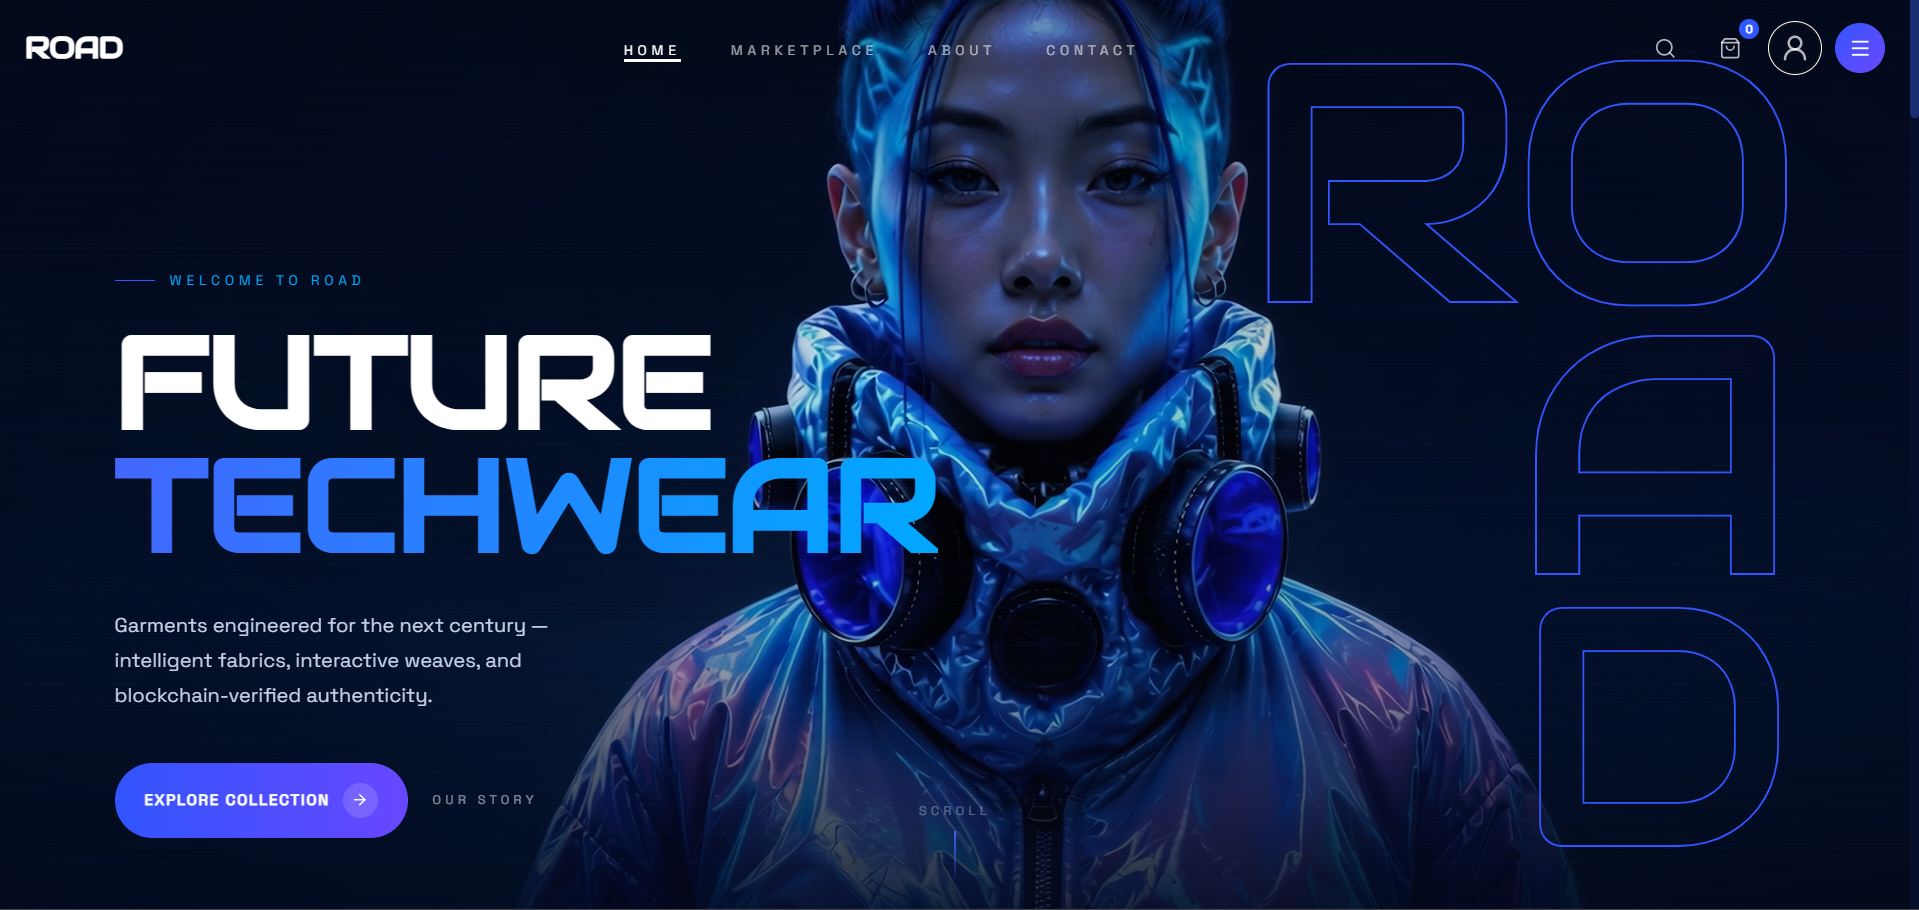 ROAD
HOME MARKETPLACE ABOUT CONTACT
0
WELCOME TO ROAD
FUTURE
TECHWEAR
Garments engineered for the next century —
intelligent fabrics, interactive weaves, and
blockchain-verified authenticity.
EXPLORE COLLECTION
OUR STORY
SCROLL
RO
A
D